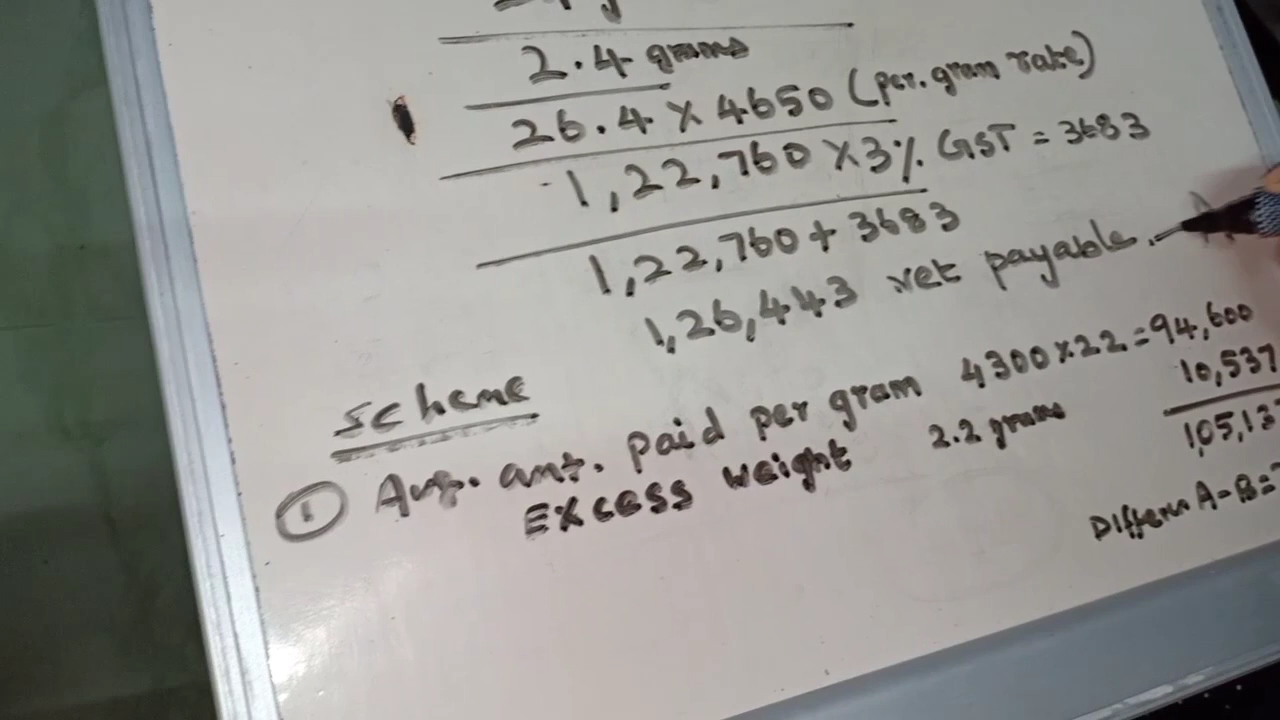 2.4 grams
26.4 × 4650 (per. gram rate)
1,22,760 × 3% GST = 3683
1,22,760 + 3683
1,26,443 net payable.
scheme
① Avg. amt. paid per gram 4300×22 = 94,600
EXCESS weight 2.2 grams 10,537
105,137
Differn A-B=